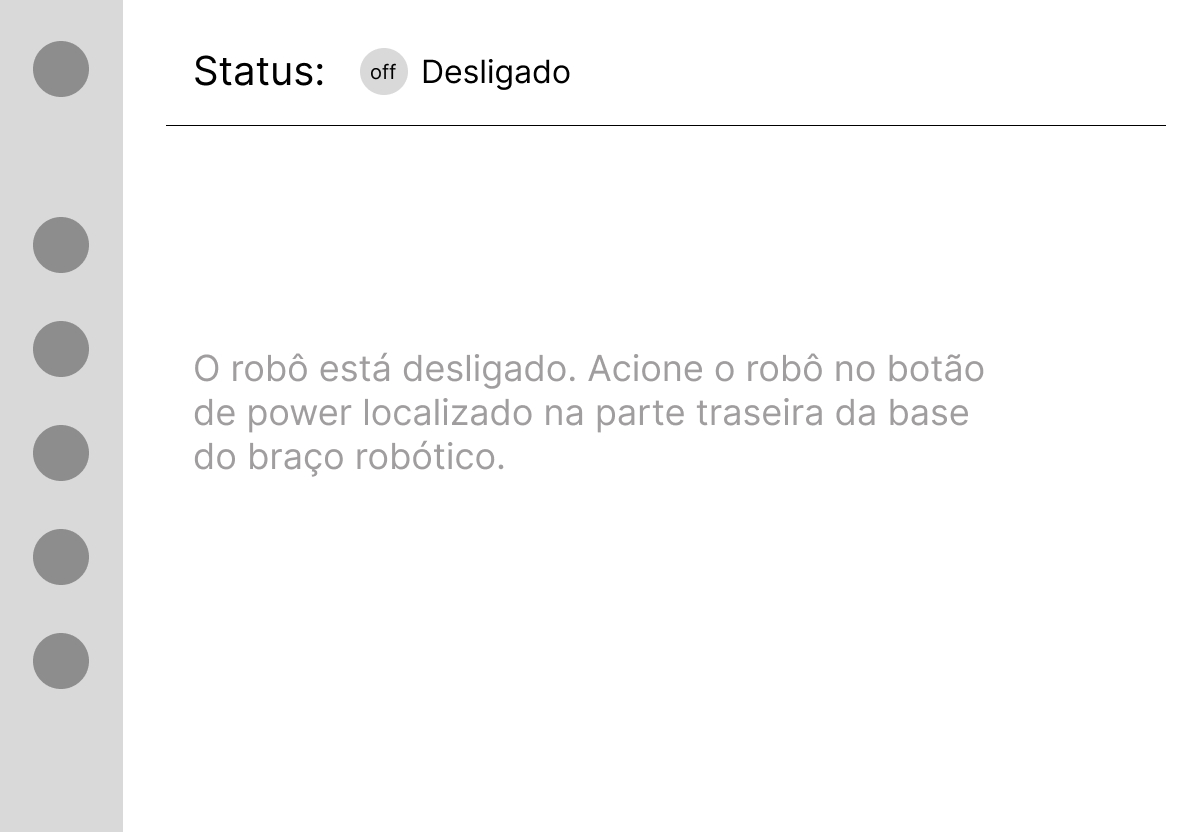 Status: off Desligado
O robô está desligado. Acione o robô no botão
de power localizado na parte traseira da base
do braço robótico.